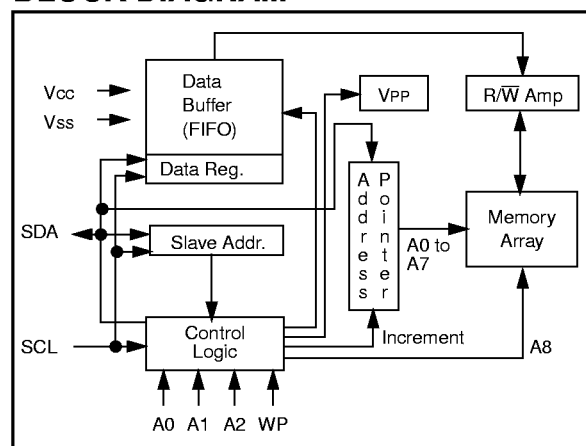 BLOCK DIAGRAM
Vcc
Vss
Data
Buffer
(FIFO)
Data Reg.
VPP
R/W̅ Amp
SDA
Slave Addr.
Address
Pointer
A0 to
A7
Memory
Array
SCL
Control
Logic
Increment
A8
A0 A1 A2 WP